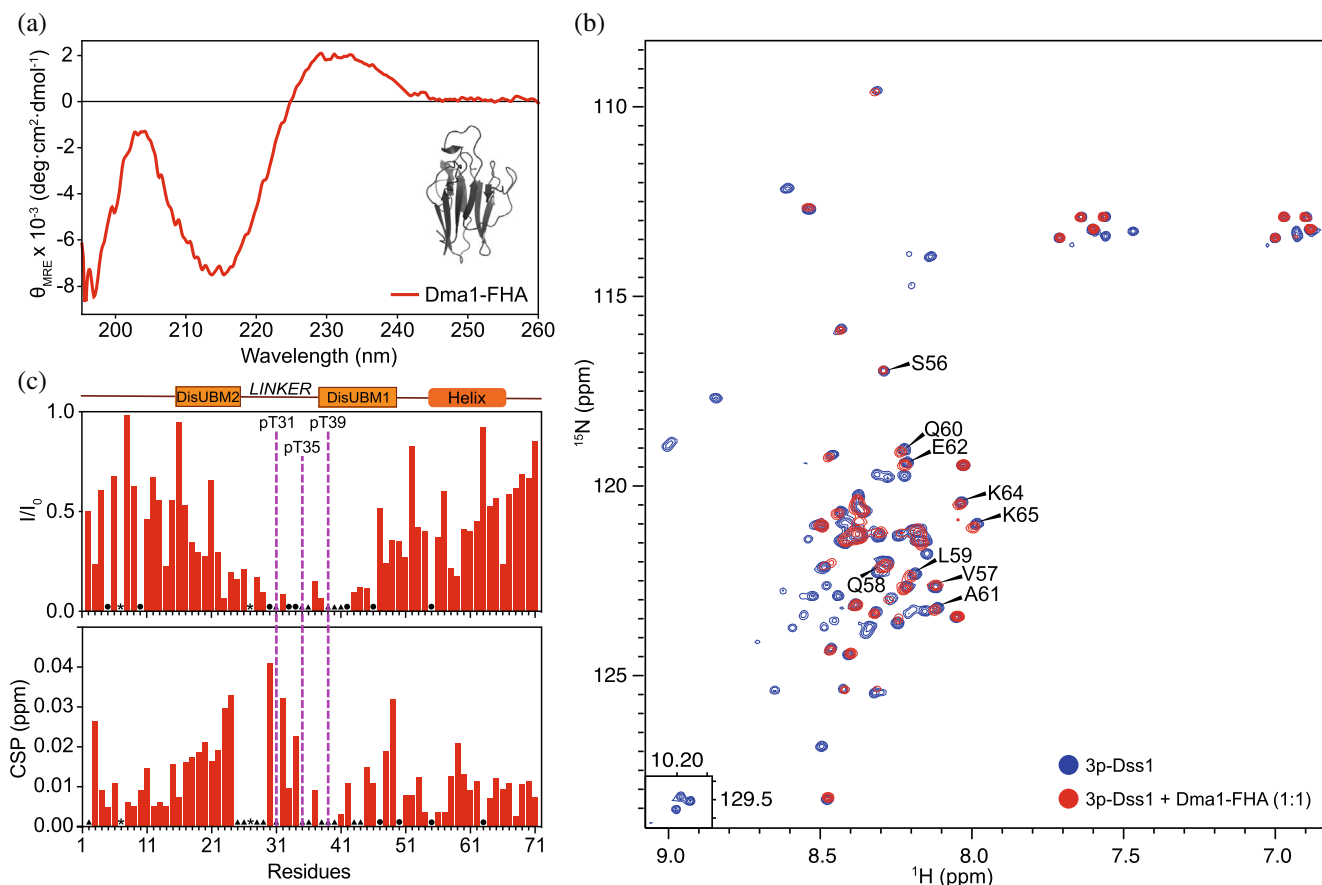 (a)
2
0
-2
-4
-6
-8
θMRE x 10-3 (deg·cm2·dmol-1)
Dma1-FHA
200
210
220
230
240
250
260
Wavelength (nm)
(b)
110
115
120
125
15N (ppm)
S56
Q60
E62
K64
K65
L59
Q58
V57
A61
10.20
129.5
3p-Dss1
3p-Dss1 + Dma1-FHA (1:1)
9.0
8.5
8.0
7.5
7.0
1H (ppm)
(c)
DisUBM2
LINKER
DisUBM1
Helix
1.0
0.5
0.0
I/I0
pT31
pT39
pT35
0.04
0.03
0.02
0.01
0.00
CSP (ppm)
1
11
21
31
41
51
61
71
Residues